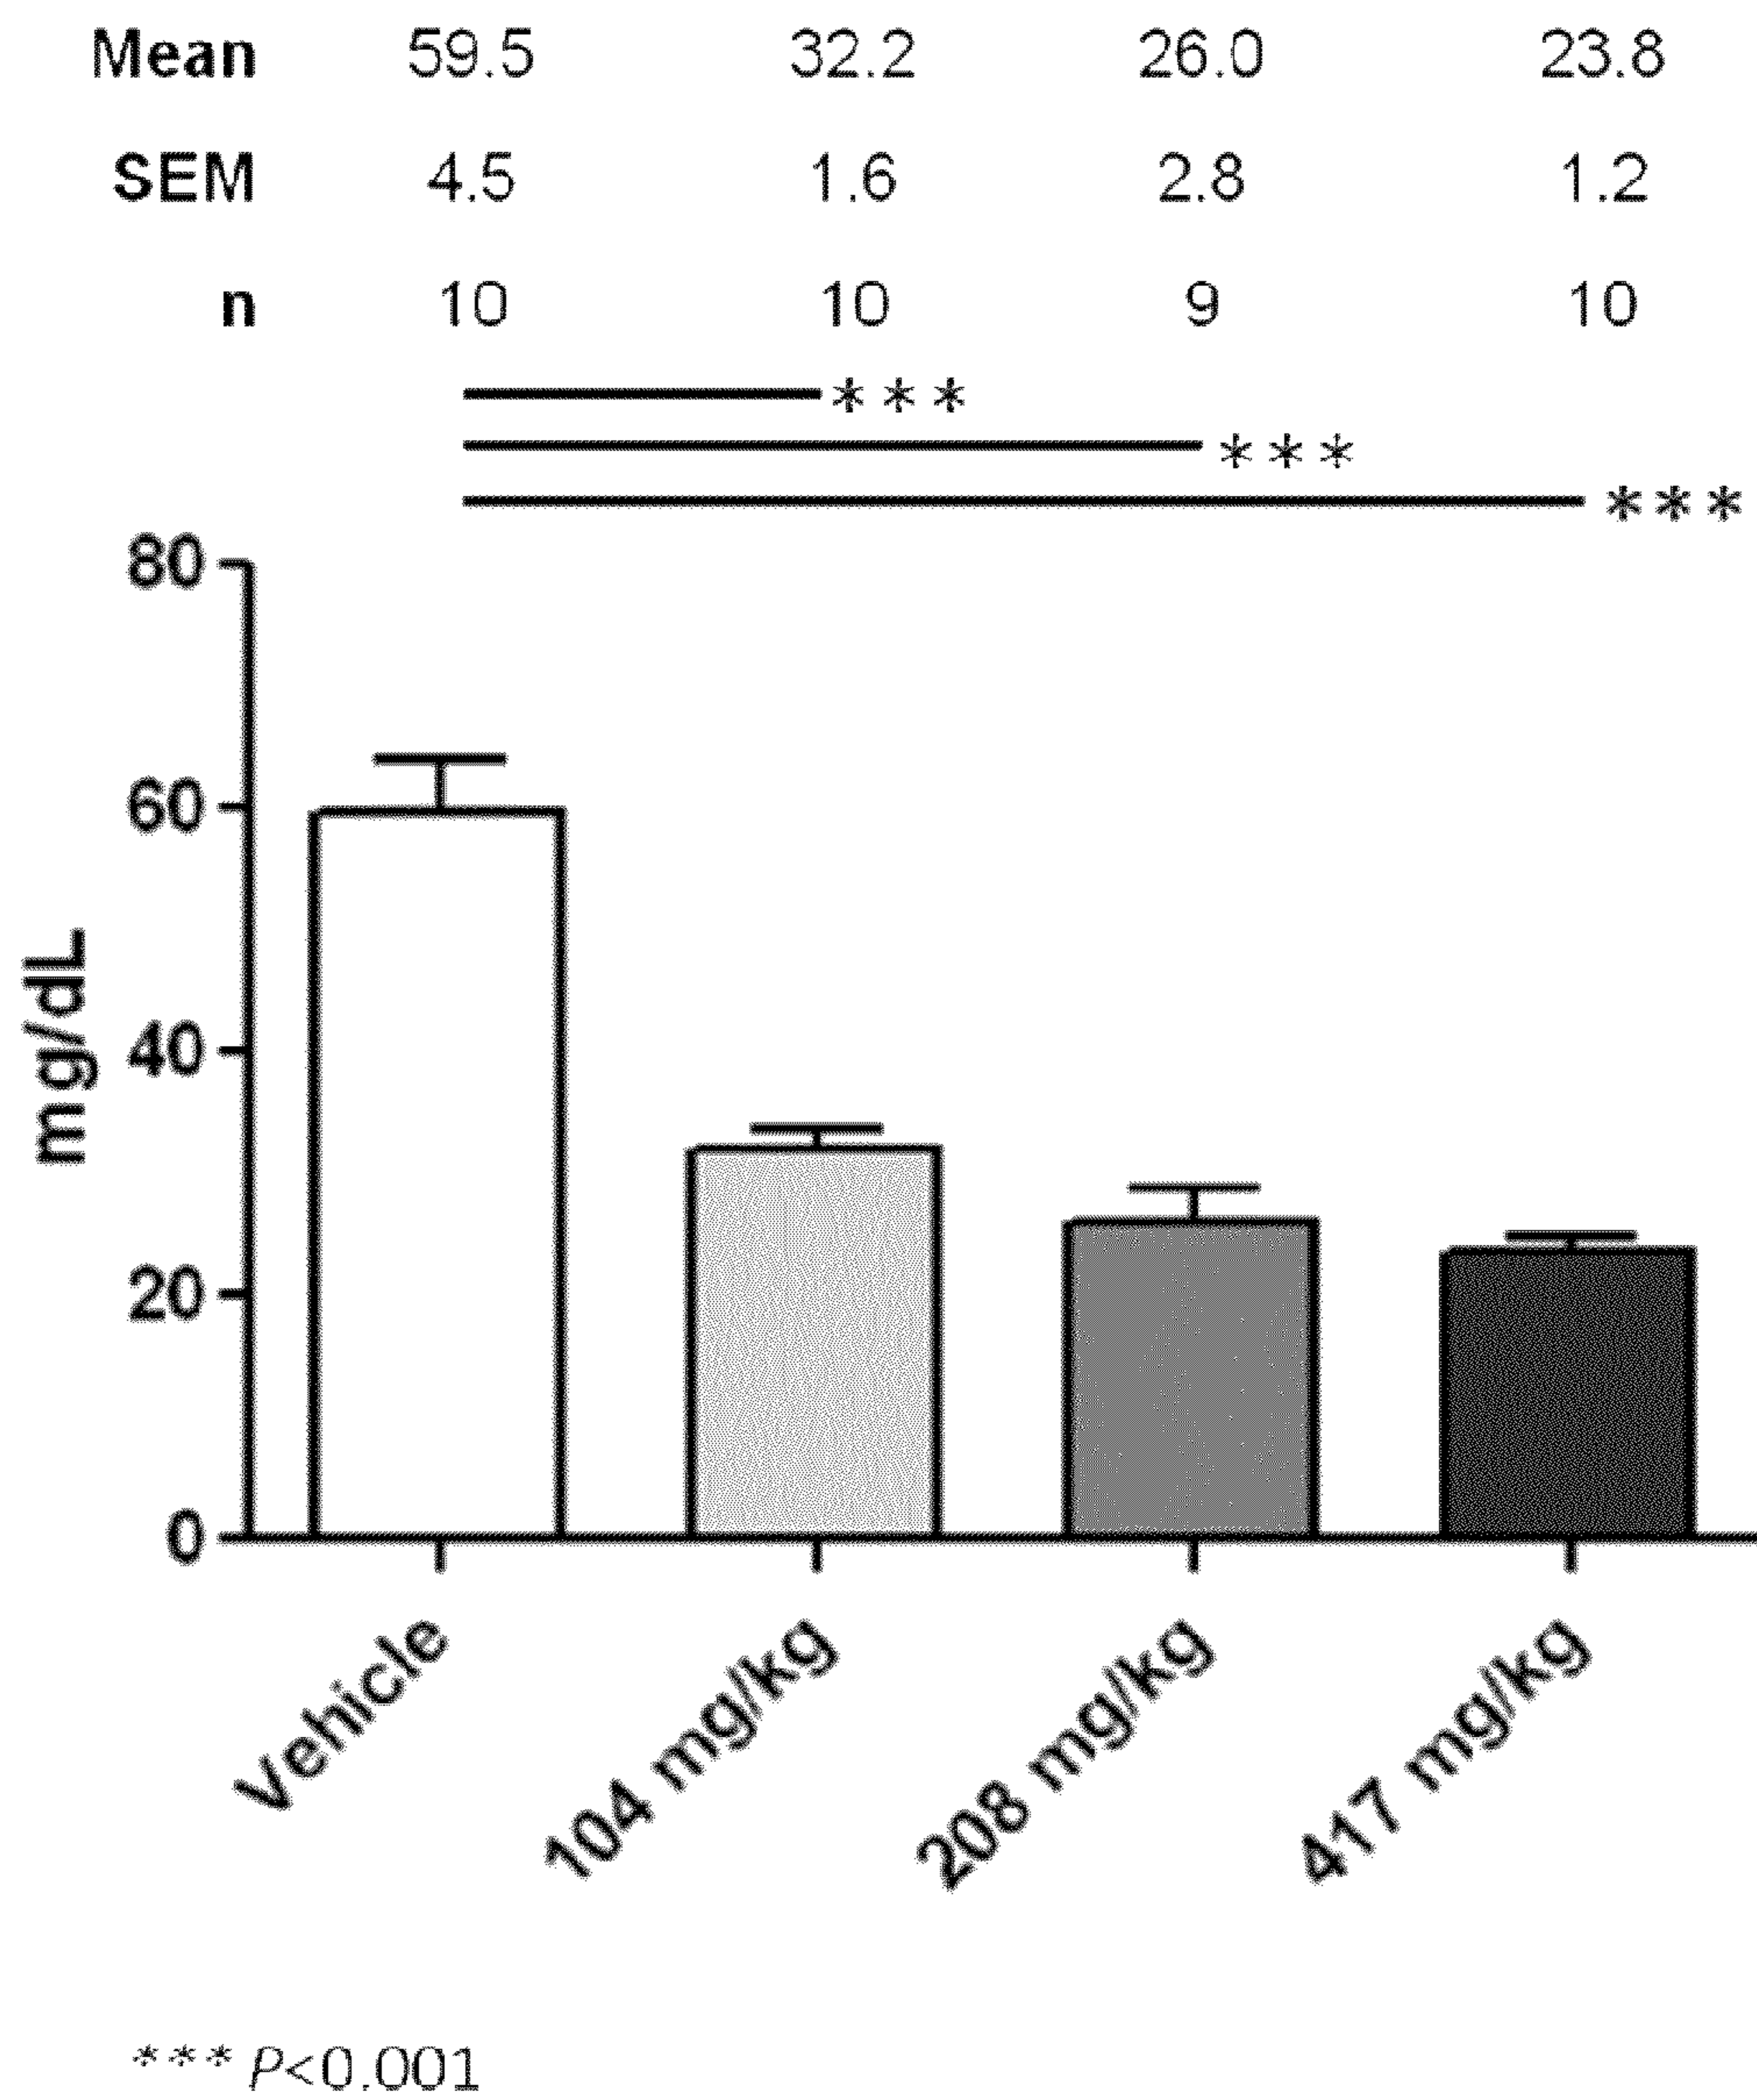 Mean 59.5 32.2 26.0 23.8
SEM 4.5 1.6 2.8 1.2
n 10 10 9 10
***
***
***
80
60
40
20
0
mg/dL
Vehicle
104 mg/kg
208 mg/kg
417 mg/kg
*** P<0.001